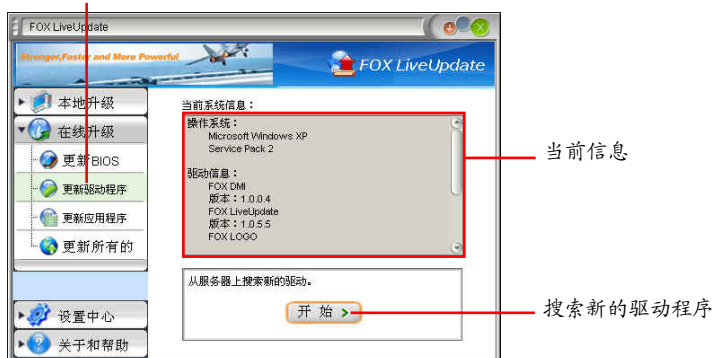 FOX LiveUpdate
Stronger,Faster and More Powerful
FOX LiveUpdate
本地升级
在线升级
更新BIOS
更新驱动程序
更新应用程序
更新所有的
设置中心
关于和帮助
当前系统信息：
操作系统：
Microsoft Windows XP
Service Pack 2
驱动信息：
FOX DMI
版本：1.0.0.4
FOX LiveUpdate
版本：1.0.5.5
FOX LOGO
从服务器上搜索新的驱动。
开 始
当前信息
搜索新的驱动程序